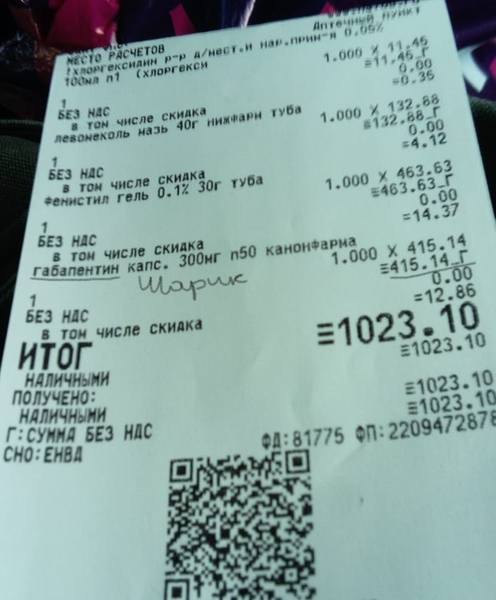 Аптечный пункт
МЕСТО РАСЧЕТОВ
!хлоргексидин р-р д/мест.и нар.прим-я 0.05%
100мл n1 (хлоргекси
1.000 X 11.46
≡11.46_Г
1 0.00
БЕЗ НДС =0.35
в том числе скидка
левомеколь мазь 40г нижфарм туба
1.000 X 132.88
≡132.88_Г
1 0.00
БЕЗ НДС =4.12
в том числе скидка
фенистил гель 0.1% 30г туба
1.000 X 463.63
≡463.63_Г
1 0.00
БЕЗ НДС =14.37
в том числе скидка
габапентин капс. 300мг n50 канонфарма
Шарик
1.000 X 415.14
≡415.14_Г
1 0.00
БЕЗ НДС =12.86
в том числе скидка
ИТОГ ≡1023.10
НАЛИЧНЫМИ ≡1023.10
ПОЛУЧЕНО:
НАЛИЧНЫМИ ≡1023.10
Г:СУММА БЕЗ НДС ≡1023.10
СНО:ЕНВД ФД:81775 ФП:2209472878